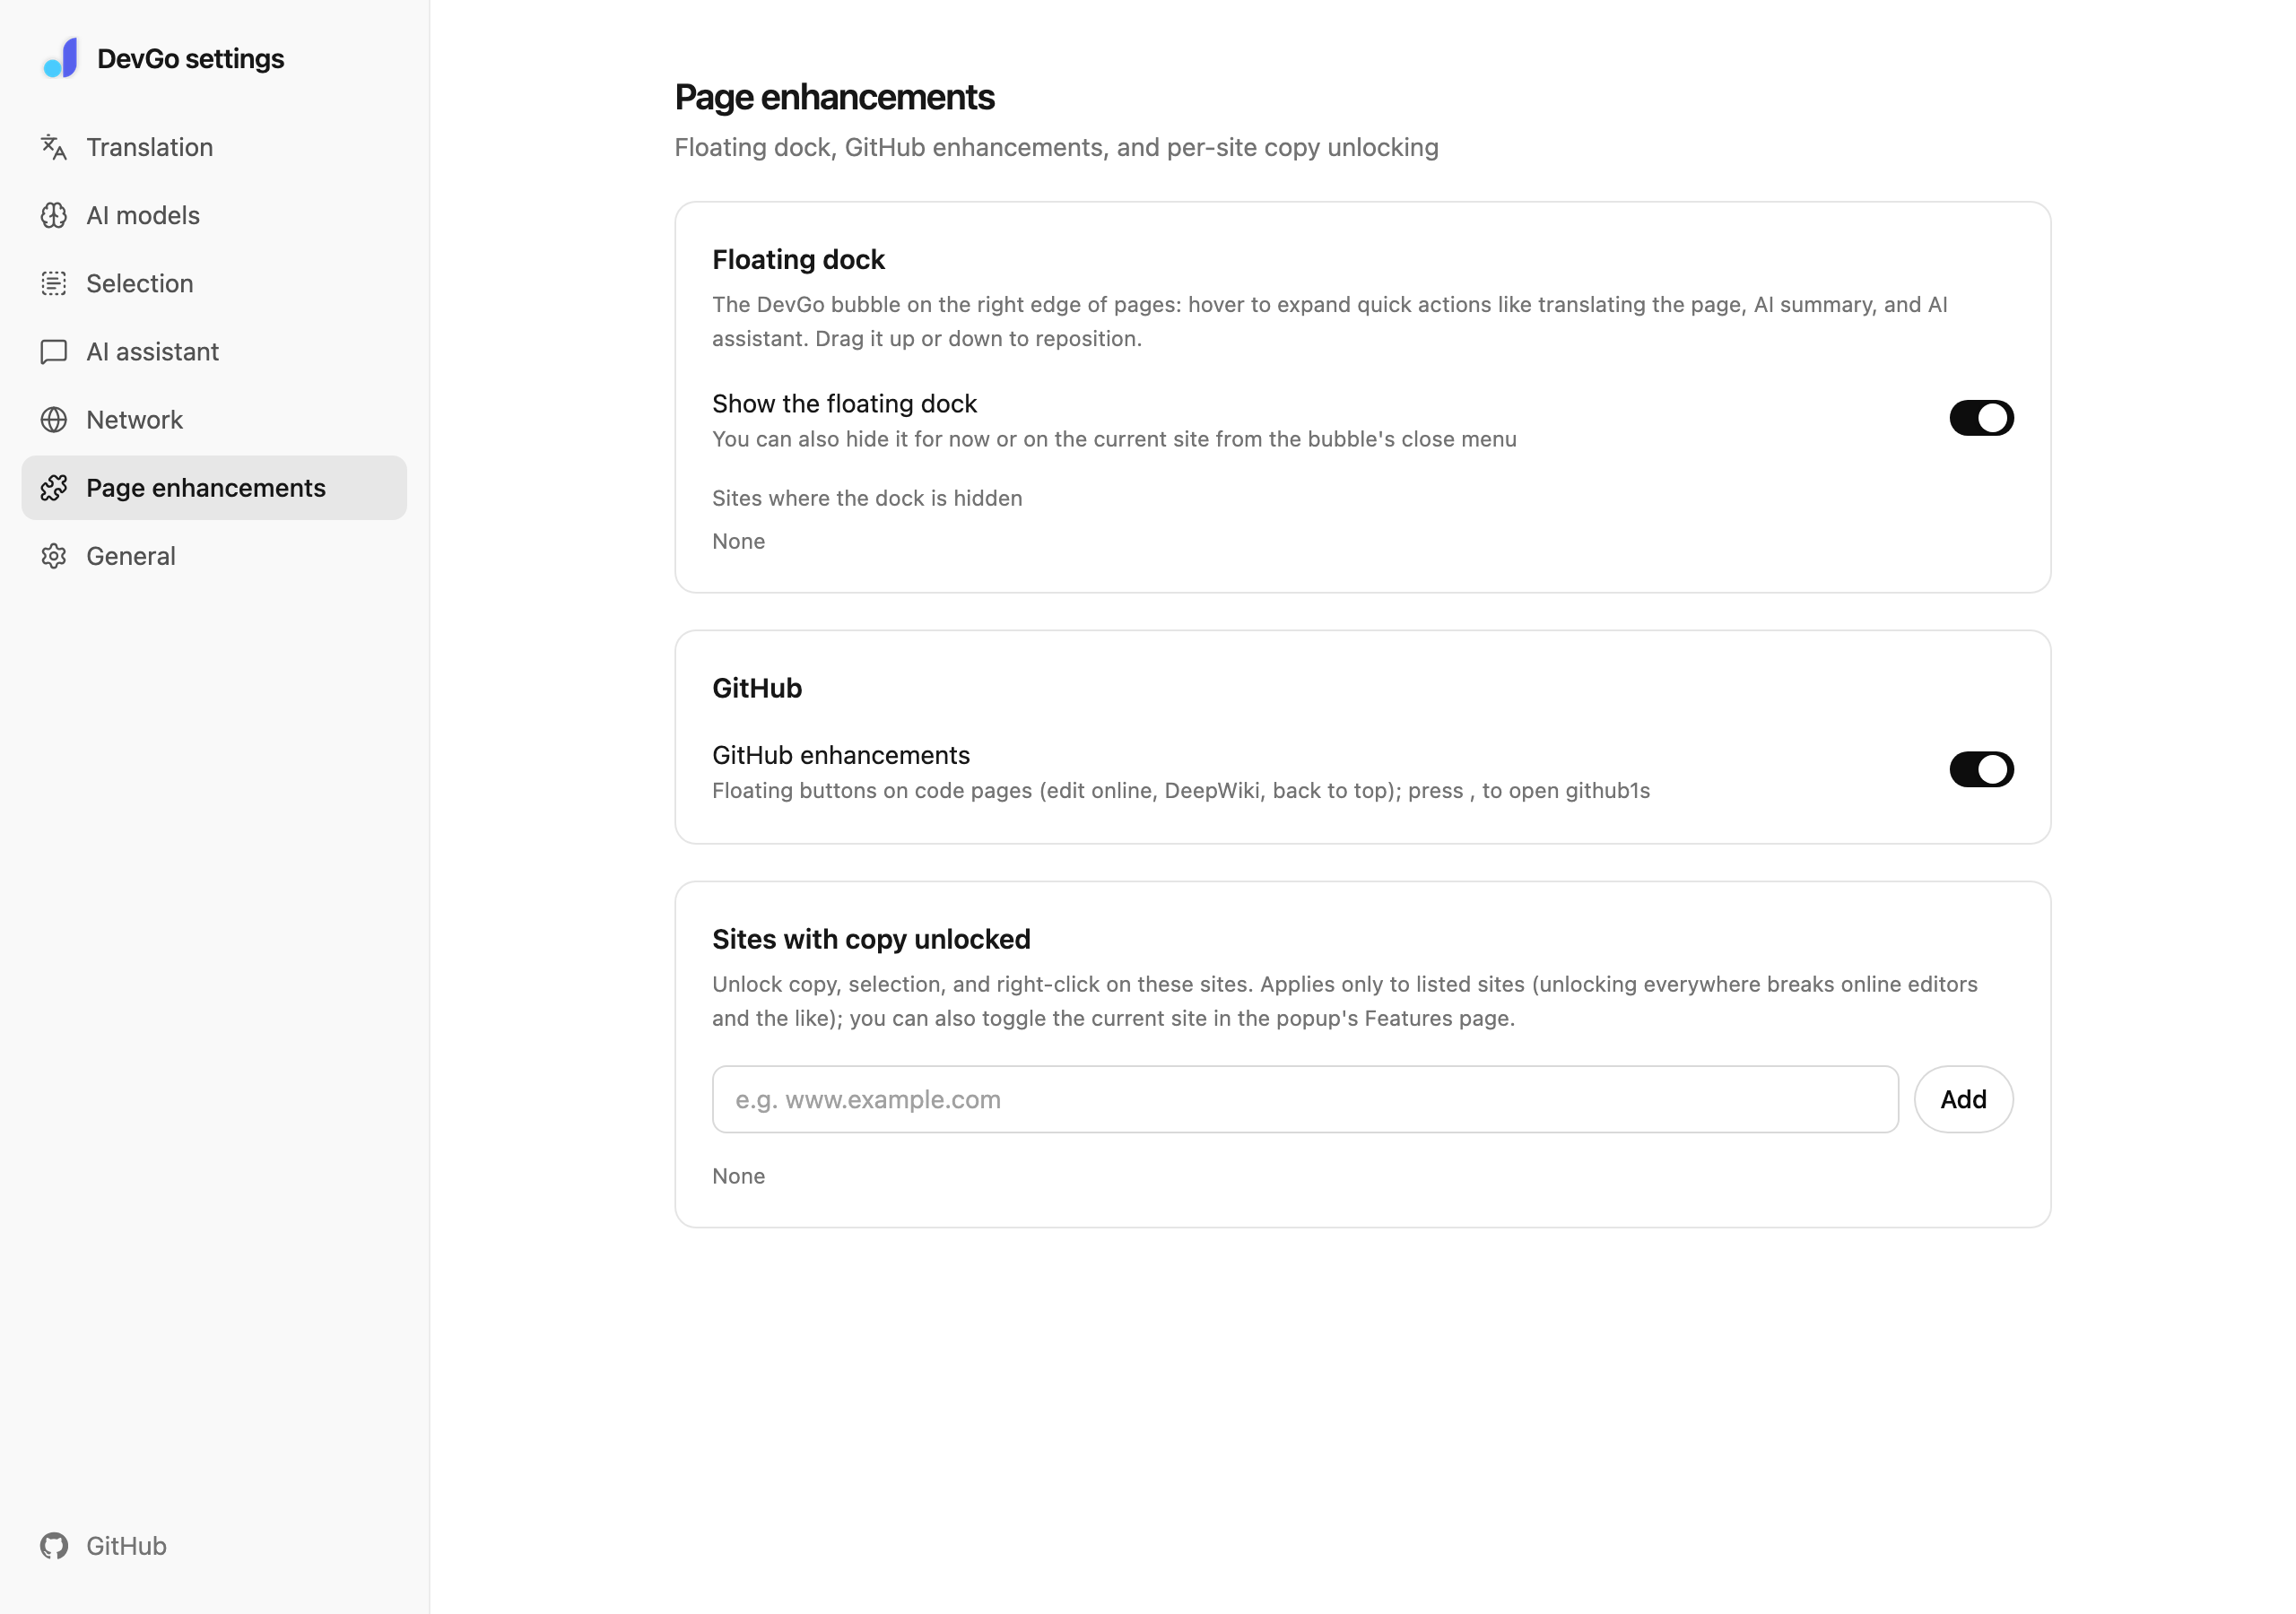 DevGo settings
Translation
AI models
Selection
AI assistant
Network
Page enhancements
General
GitHub
Page enhancements
Floating dock, GitHub enhancements, and per-site copy unlocking
Floating dock
The DevGo bubble on the right edge of pages: hover to expand quick actions like translating the page, AI summary, and AI
assistant. Drag it up or down to reposition.
Show the floating dock
You can also hide it for now or on the current site from the bubble's close menu
Sites where the dock is hidden
None
GitHub
GitHub enhancements
Floating buttons on code pages (edit online, DeepWiki, back to top); press , to open github1s
Sites with copy unlocked
Unlock copy, selection, and right-click on these sites. Applies only to listed sites (unlocking everywhere breaks online editors
and the like); you can also toggle the current site in the popup's Features page.
e.g. www.example.com
Add
None